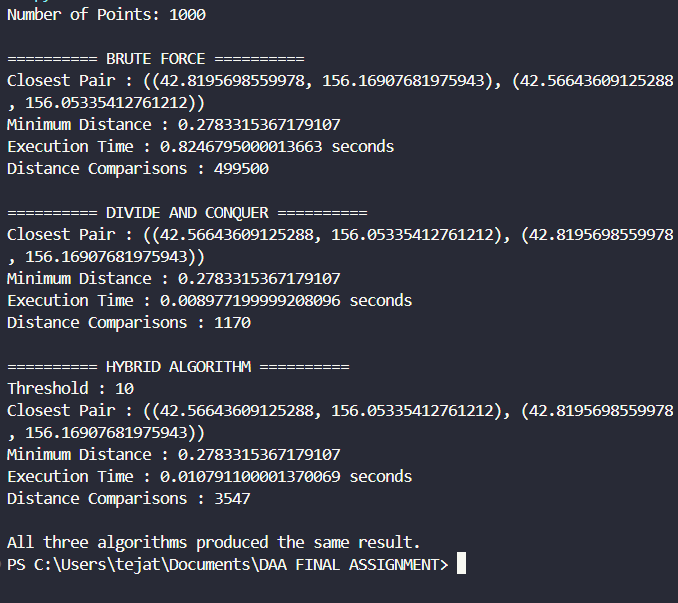 Number of Points: 1000
========== BRUTE FORCE ==========
Closest Pair : ((42.8195698559978, 156.16907681975943), (42.56643609125288
, 156.05335412761212))
Minimum Distance : 0.2783315367179107
Execution Time : 0.8246795000013663 seconds
Distance Comparisons : 499500
========== DIVIDE AND CONQUER ==========
Closest Pair : ((42.56643609125288, 156.05335412761212), (42.8195698559978
, 156.16907681975943))
Minimum Distance : 0.2783315367179107
Execution Time : 0.008977199999208096 seconds
Distance Comparisons : 1170
========== HYBRID ALGORITHM ==========
Threshold : 10
Closest Pair : ((42.56643609125288, 156.05335412761212), (42.8195698559978
, 156.16907681975943))
Minimum Distance : 0.2783315367179107
Execution Time : 0.010791100001370069 seconds
Distance Comparisons : 3547
All three algorithms produced the same result.
PS C:\Users\tejat\Documents\DAA FINAL ASSIGNMENT>